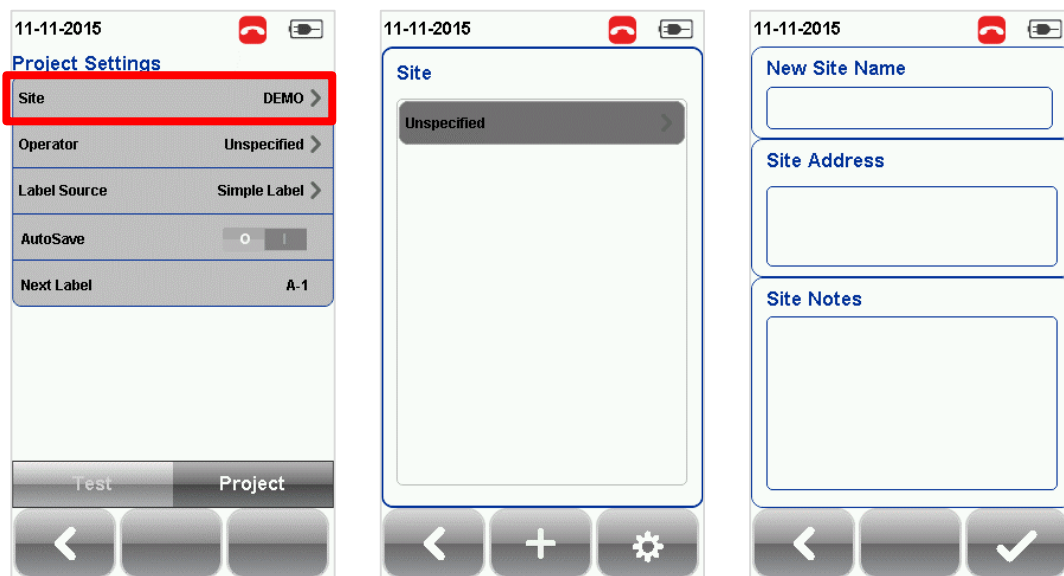 11-11-2015
Project Settings
Site DEMO
Operator Unspecified
Label Source Simple Label
AutoSave O I
Next Label A-1
Test Project
11-11-2015
Site
Unspecified
11-11-2015
New Site Name
Site Address
Site Notes